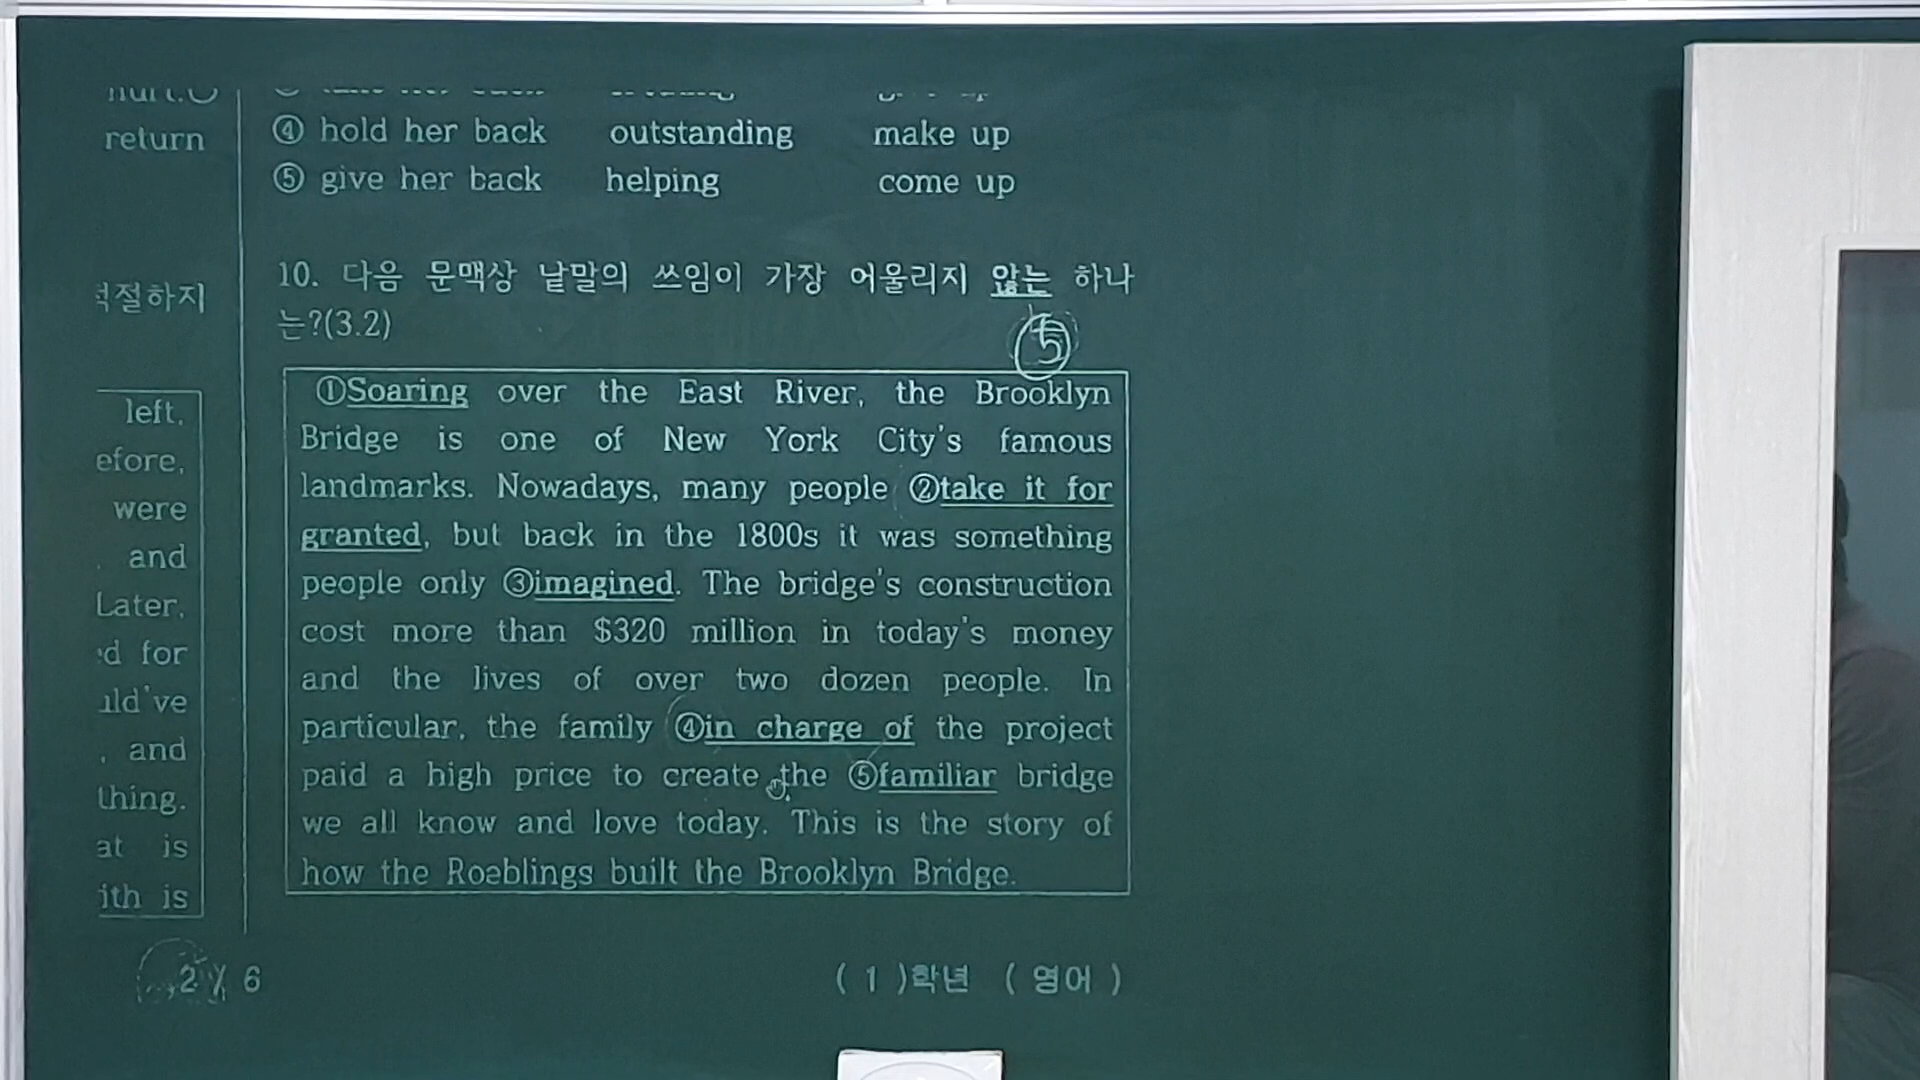 return
④ hold her back outstanding make up
⑤ give her back helping come up
10. 다음 문맥상 낱말의 쓰임이 가장 어울리지 않는 하나
는?(3.2)
⑤
적절하지
①Soaring over the East River, the Brooklyn
Bridge is one of New York City's famous
landmarks. Nowadays, many people ②take it for
granted, but back in the 1800s it was something
people only ③imagined. The bridge's construction
cost more than $320 million in today's money
and the lives of over two dozen people. In
particular, the family ④in charge of the project
paid a high price to create the ⑤familiar bridge
we all know and love today. This is the story of
how the Roeblings built the Brooklyn Bridge.
left,
efore,
were
, and
Later,
d for
uld've
, and
thing.
at is
ith is
2 / 6
( 1 )학년 ( 영어 )